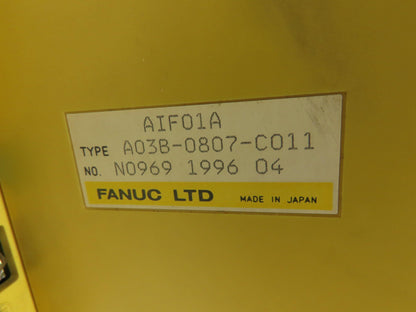 AIF01A
TYPE A03B-0807-C011
NO. N0969 1996 04
FANUC LTD MADE IN JAPAN